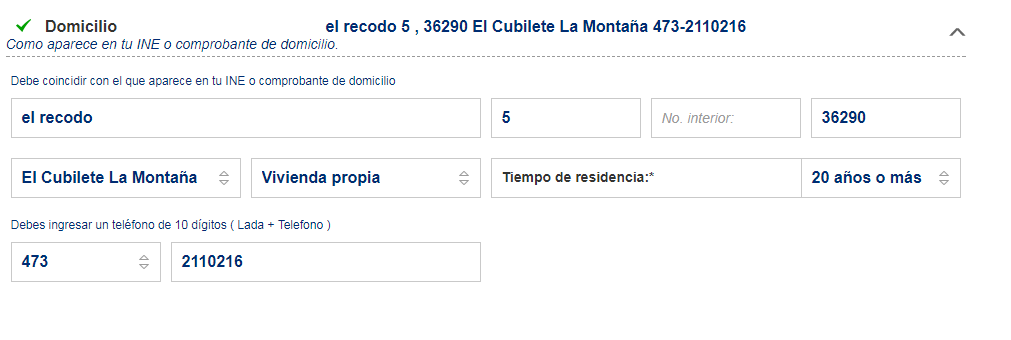 Domicilio el recodo 5 , 36290 El Cubilete La Montaña 473-2110216
Como aparece en tu INE o comprobante de domicilio.
Debe coincidir con el que aparece en tu INE o comprobante de domicilio
el recodo 5 No. interior: 36290
El Cubilete La Montaña Vivienda propia Tiempo de residencia:* 20 años o más
Debes ingresar un teléfono de 10 dígitos ( Lada + Telefono )
473 2110216